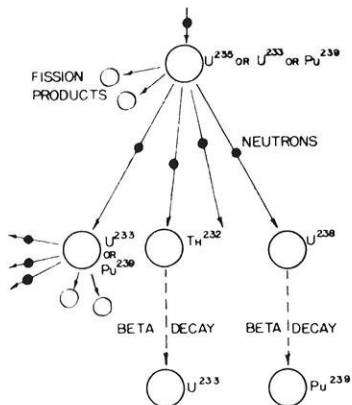 U²³⁵ OR U²³³ OR Pu²³⁹
FISSION
PRODUCTS
NEUTRONS
U²³³
OR
Pu²³⁹
TH²³²
U²³⁸
BETA DECAY
BETA DECAY
U²³³
Pu²³⁹